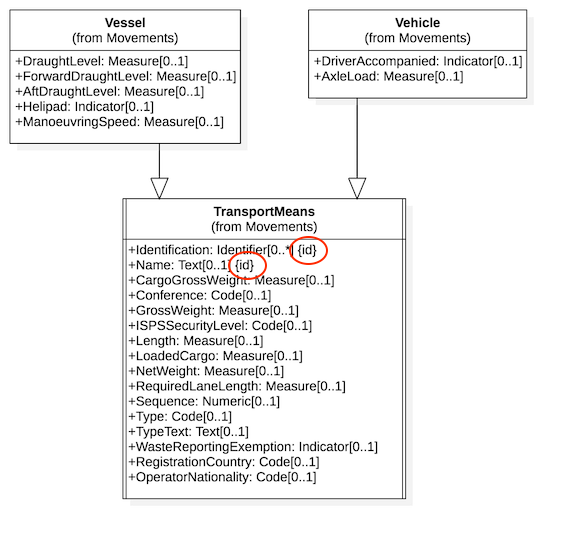 Vessel
(from Movements)
+DraughtLevel: Measure[0..1]
+ForwardDraughtLevel: Measure[0..1]
+AftDraughtLevel: Measure[0..1]
+Helipad: Indicator[0..1]
+ManoeuvringSpeed: Measure[0..1]
Vehicle
(from Movements)
+DriverAccompanied: Indicator[0..1]
+AxleLoad: Measure[0..1]
TransportMeans
(from Movements)
+Identification: Identifier[0..*] {id}
+Name: Text[0..1] {id}
+CargoGrossWeight: Measure[0..1]
+Conference: Code[0..1]
+GrossWeight: Measure[0..1]
+ISPSSecurityLevel: Code[0..1]
+Length: Measure[0..1]
+LoadedCargo: Measure[0..1]
+NetWeight: Measure[0..1]
+RequiredLaneLength: Measure[0..1]
+Sequence: Numeric[0..1]
+Type: Code[0..1]
+TypeText: Text[0..1]
+WasteReportingExemption: Indicator[0..1]
+RegistrationCountry: Code[0..1]
+OperatorNationality: Code[0..1]